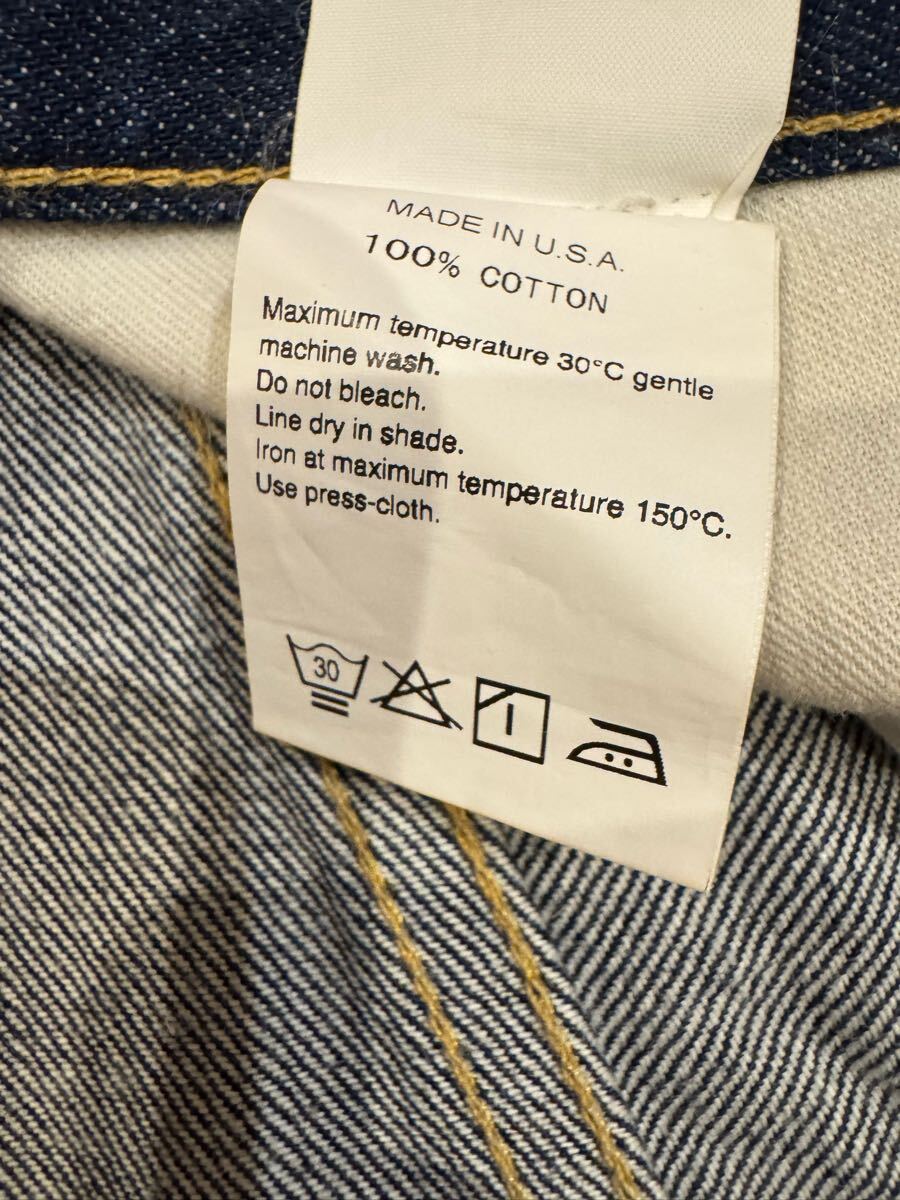 MADE IN U.S.A.
100% COTTON
Maximum temperature 30°C gentle
machine wash.
Do not bleach.
Line dry in shade.
Iron at maximum temperature 150°C.
Use press-cloth.
30